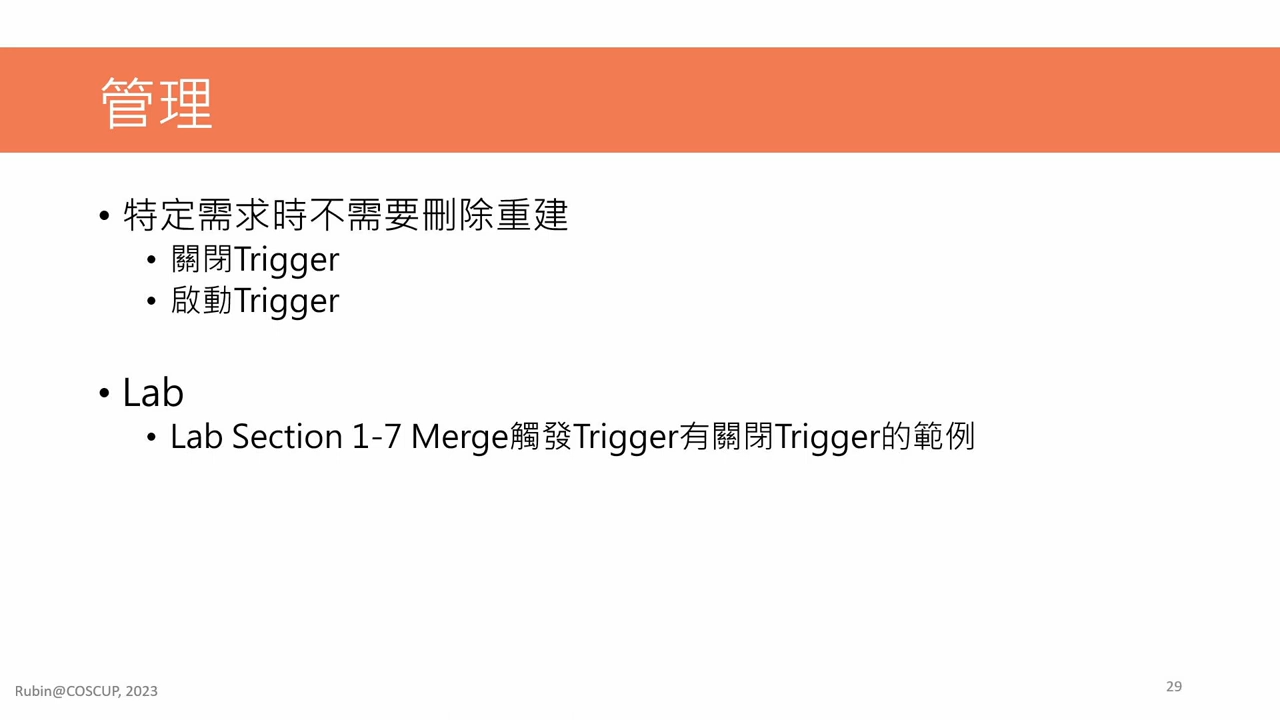 管理
• 特定需求時不需要刪除重建
• 關閉Trigger
• 啟動Trigger
• Lab
• Lab Section 1-7 Merge觸發Trigger有關閉Trigger的範例
Rubin@COSCUP, 2023
29